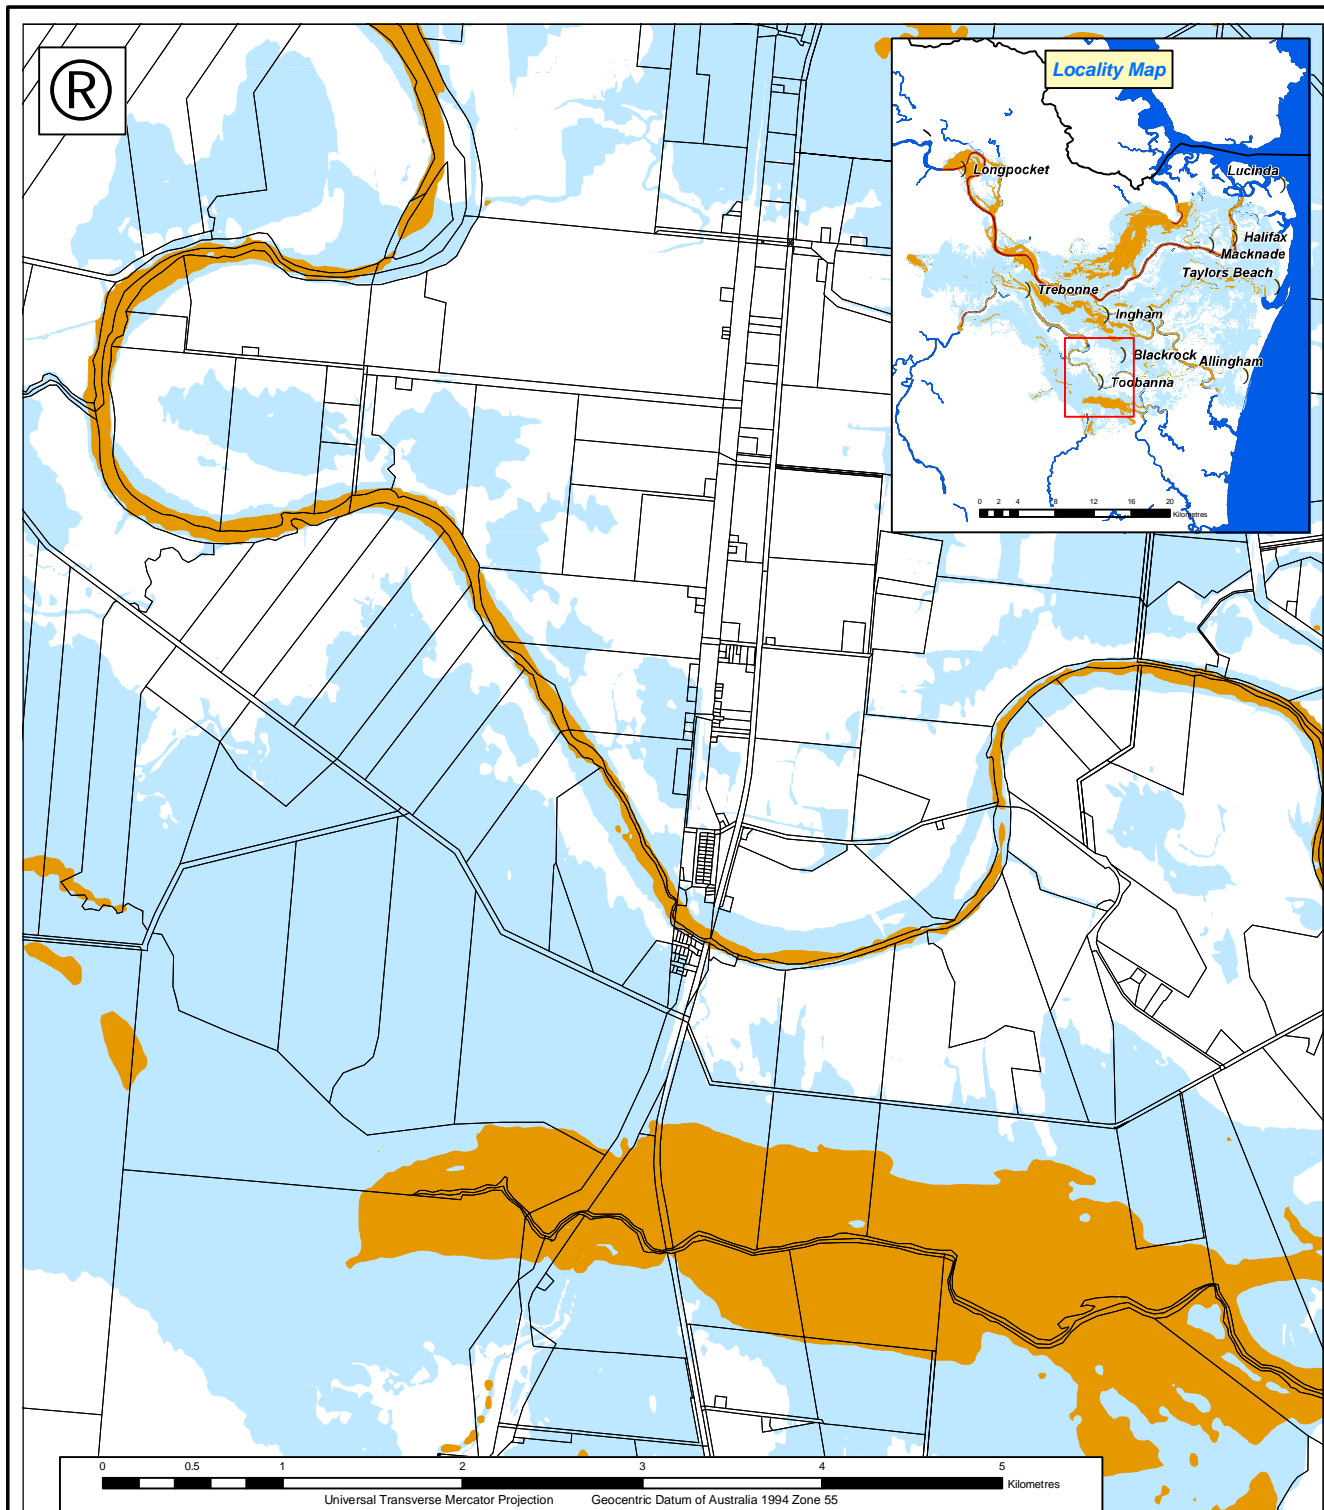 ®
Locality Map
Longpocket
Lucinda
Halifax
Macknade
Taylors Beach
Trebonne
Ingham
Blackrock
Allingham
Toobanna
0 2 4 8 12 16 20
Kilometres
0 0.5 1 2 3 4 5
Kilometres
Universal Transverse Mercator Projection Geocentric Datum of Australia 1994 Zone 55